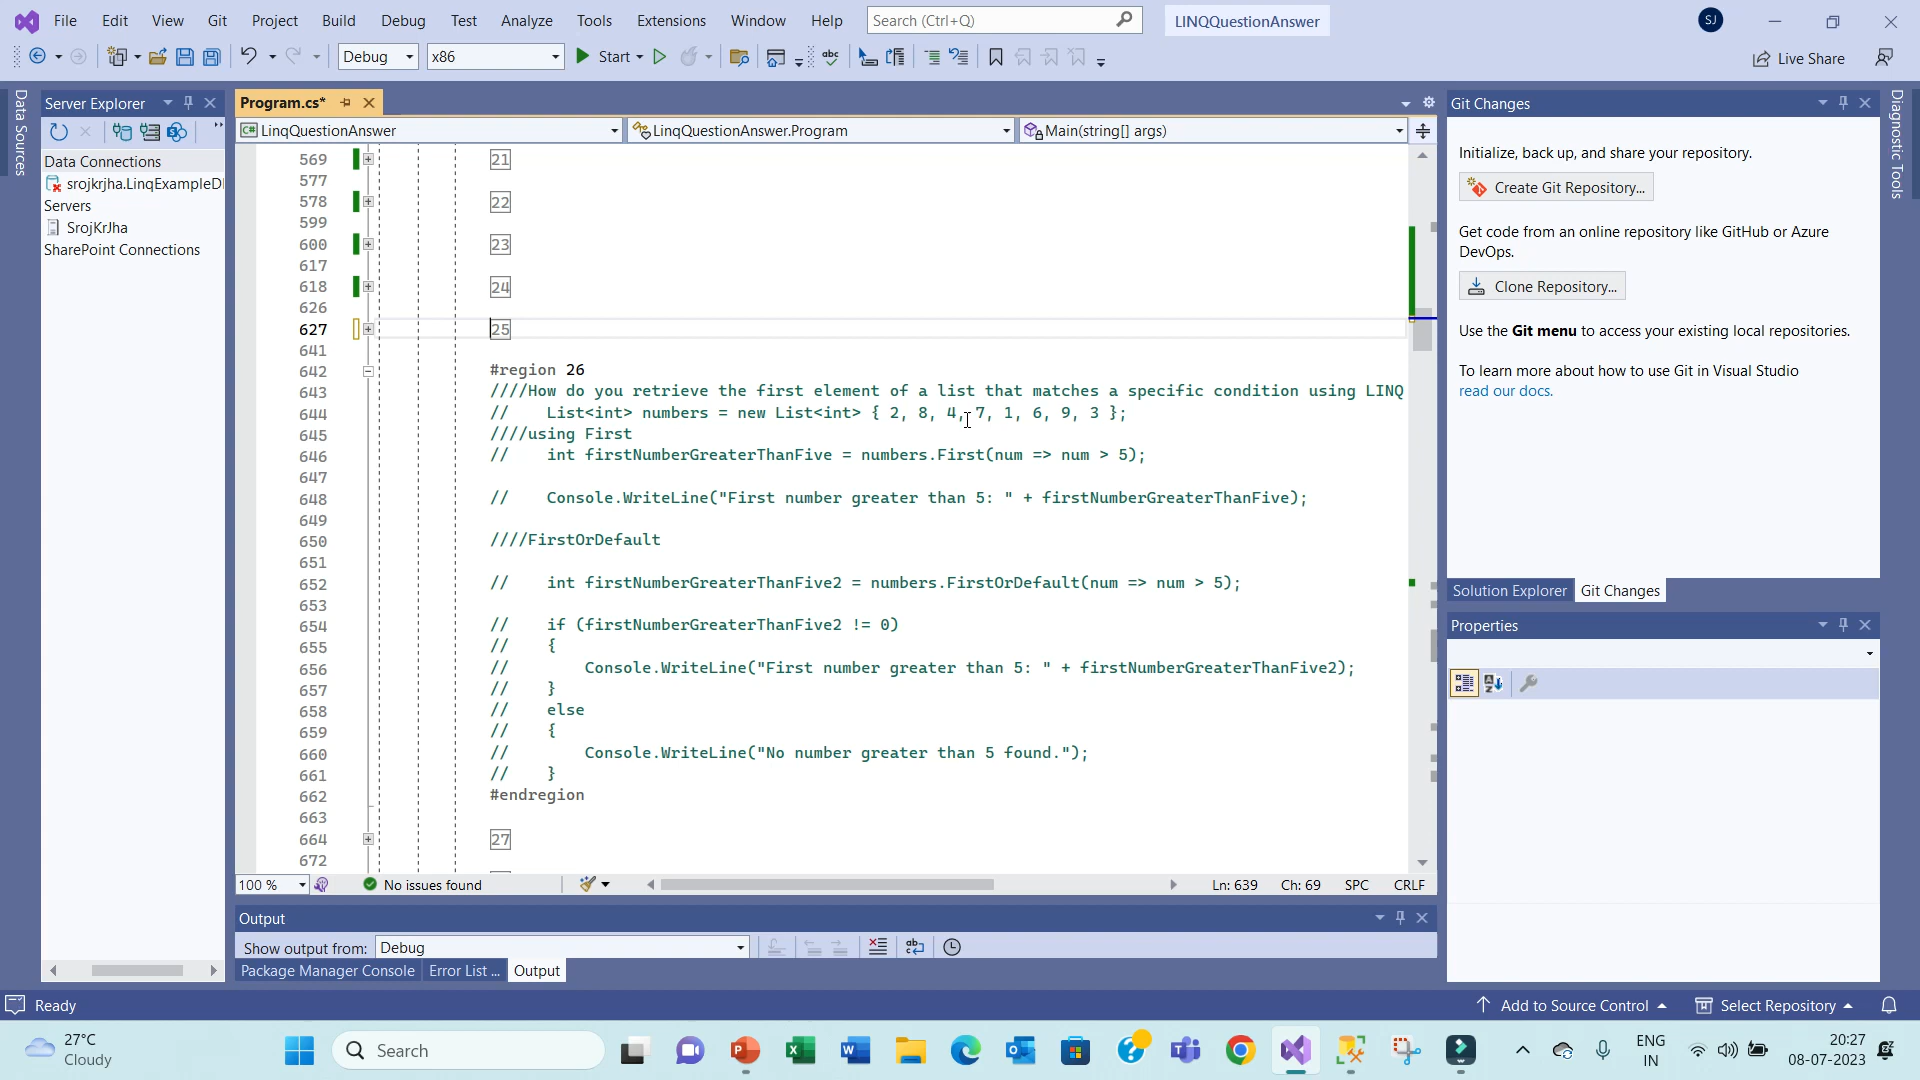 File Edit View Git Project Build Debug Test Analyze Tools Extensions Window Help Search (Ctrl+Q) LINQQuestionAnswer SJ
Debug x86 Start abc Live Share
Data Sources
Server Explorer
Data Connections
srojkrjha.LinqExampleD
Servers
SrojKrJha
SharePoint Connections
Program.cs*
LinqQuestionAnswer LinqQuestionAnswer.Program Main(string[] args)
569 21
577
578 22
599
600 23
617
618 24
626
627 25
641
642 #region 26
643 ////How do you retrieve the first element of a list that matches a specific condition using LINQ
644 // List<int> numbers = new List<int> { 2, 8, 4, 7, 1, 6, 9, 3 };
645 ////using First
646 // int firstNumberGreaterThanFive = numbers.First(num => num > 5);
647
648 // Console.WriteLine("First number greater than 5: " + firstNumberGreaterThanFive);
649
650 ////FirstOrDefault
651
652 // int firstNumberGreaterThanFive2 = numbers.FirstOrDefault(num => num > 5);
653
654 // if (firstNumberGreaterThanFive2 != 0)
655 // {
656 // Console.WriteLine("First number greater than 5: " + firstNumberGreaterThanFive2);
657 // }
658 // else
659 // {
660 // Console.WriteLine("No number greater than 5 found.");
661 // }
662 #endregion
663
664 27
672
100 % No issues found Ln: 639 Ch: 69 SPC CRLF
Output
Show output from: Debug
Package Manager Console Error List ... Output
Git Changes
Initialize, back up, and share your repository.
Create Git Repository...
Get code from an online repository like GitHub or Azure
DevOps.
Clone Repository...
Use the Git menu to access your existing local repositories.
To learn more about how to use Git in Visual Studio
read our docs.
Solution Explorer Git Changes
Properties
Diagnostic Tools
Ready Add to Source Control Select Repository
27°C
Cloudy
Search
ENG
IN
20:27
08-07-2023